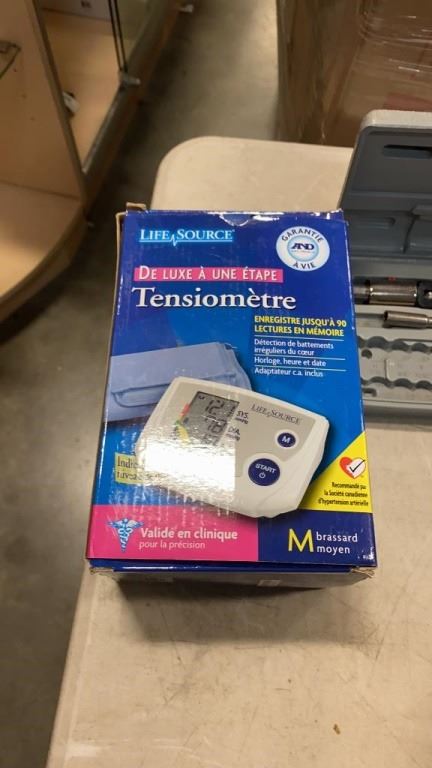 LIFE SOURCE
GARANTIE
AND
À VIE
DE LUXE À UNE ÉTAPE
Tensiomètre
ENREGISTRE JUSQU'À 90
LECTURES EN MÉMOIRE
Détection de battements
irréguliers du cœur
Horloge, heure et date
Adaptateur c.a. inclus
LIFE SOURCE
SYS.
DIA.
M
START
Recommandé par
la Société canadienne
d'hypertension artérielle
Validé en clinique
pour la précision
M brassard
moyen